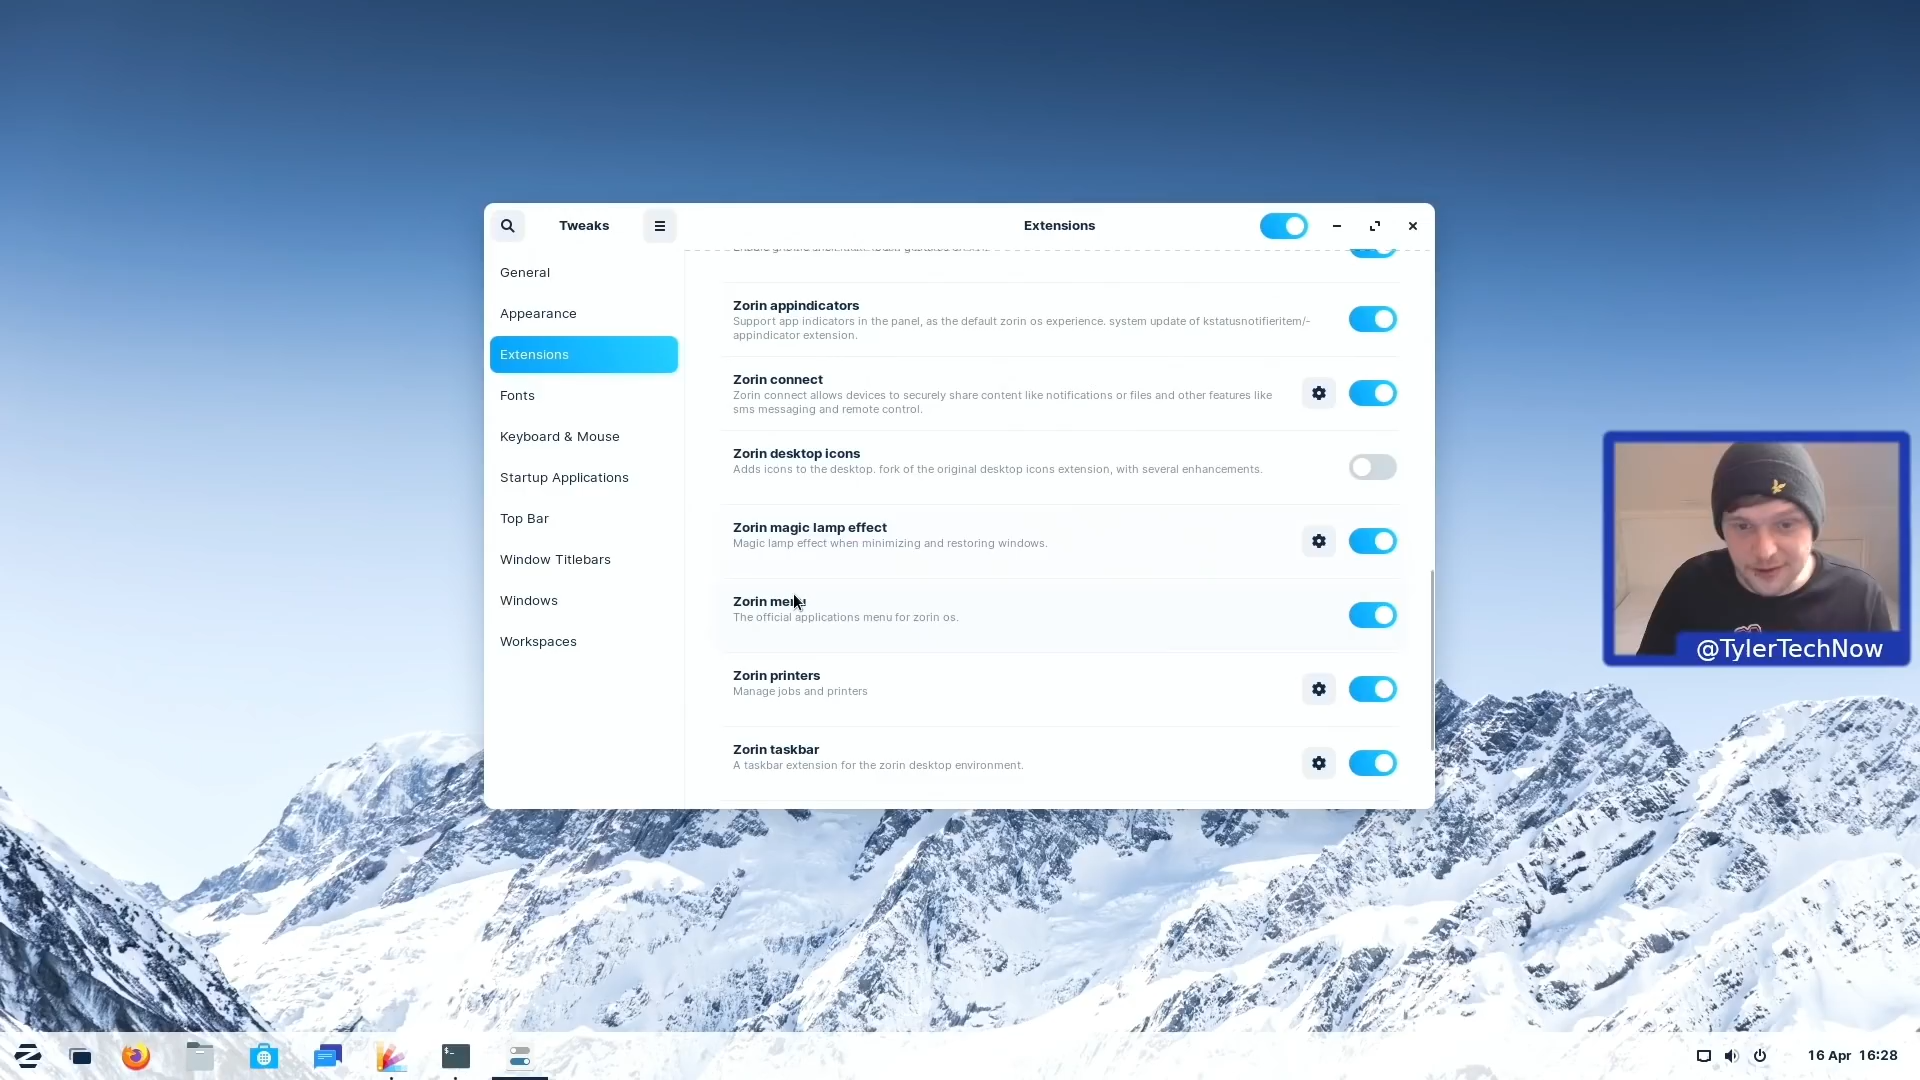 Tweaks
Extensions
General
Appearance
Extensions
Fonts
Keyboard & Mouse
Startup Applications
Top Bar
Window Titlebars
Windows
Workspaces
Zorin appindicators
Support app indicators in the panel, as the default zorin os experience. system update of kstatusnotifieritem/-
appindicator extension.
Zorin connect
Zorin connect allows devices to securely share content like notifications or files and other features like
sms messaging and remote control.
Zorin desktop icons
Adds icons to the desktop. fork of the original desktop icons extension, with several enhancements.
Zorin magic lamp effect
Magic lamp effect when minimizing and restoring windows.
Zorin menu
The official applications menu for zorin os.
Zorin printers
Manage jobs and printers
Zorin taskbar
A taskbar extension for the zorin desktop environment.
@TylerTechNow
16 Apr 16:28